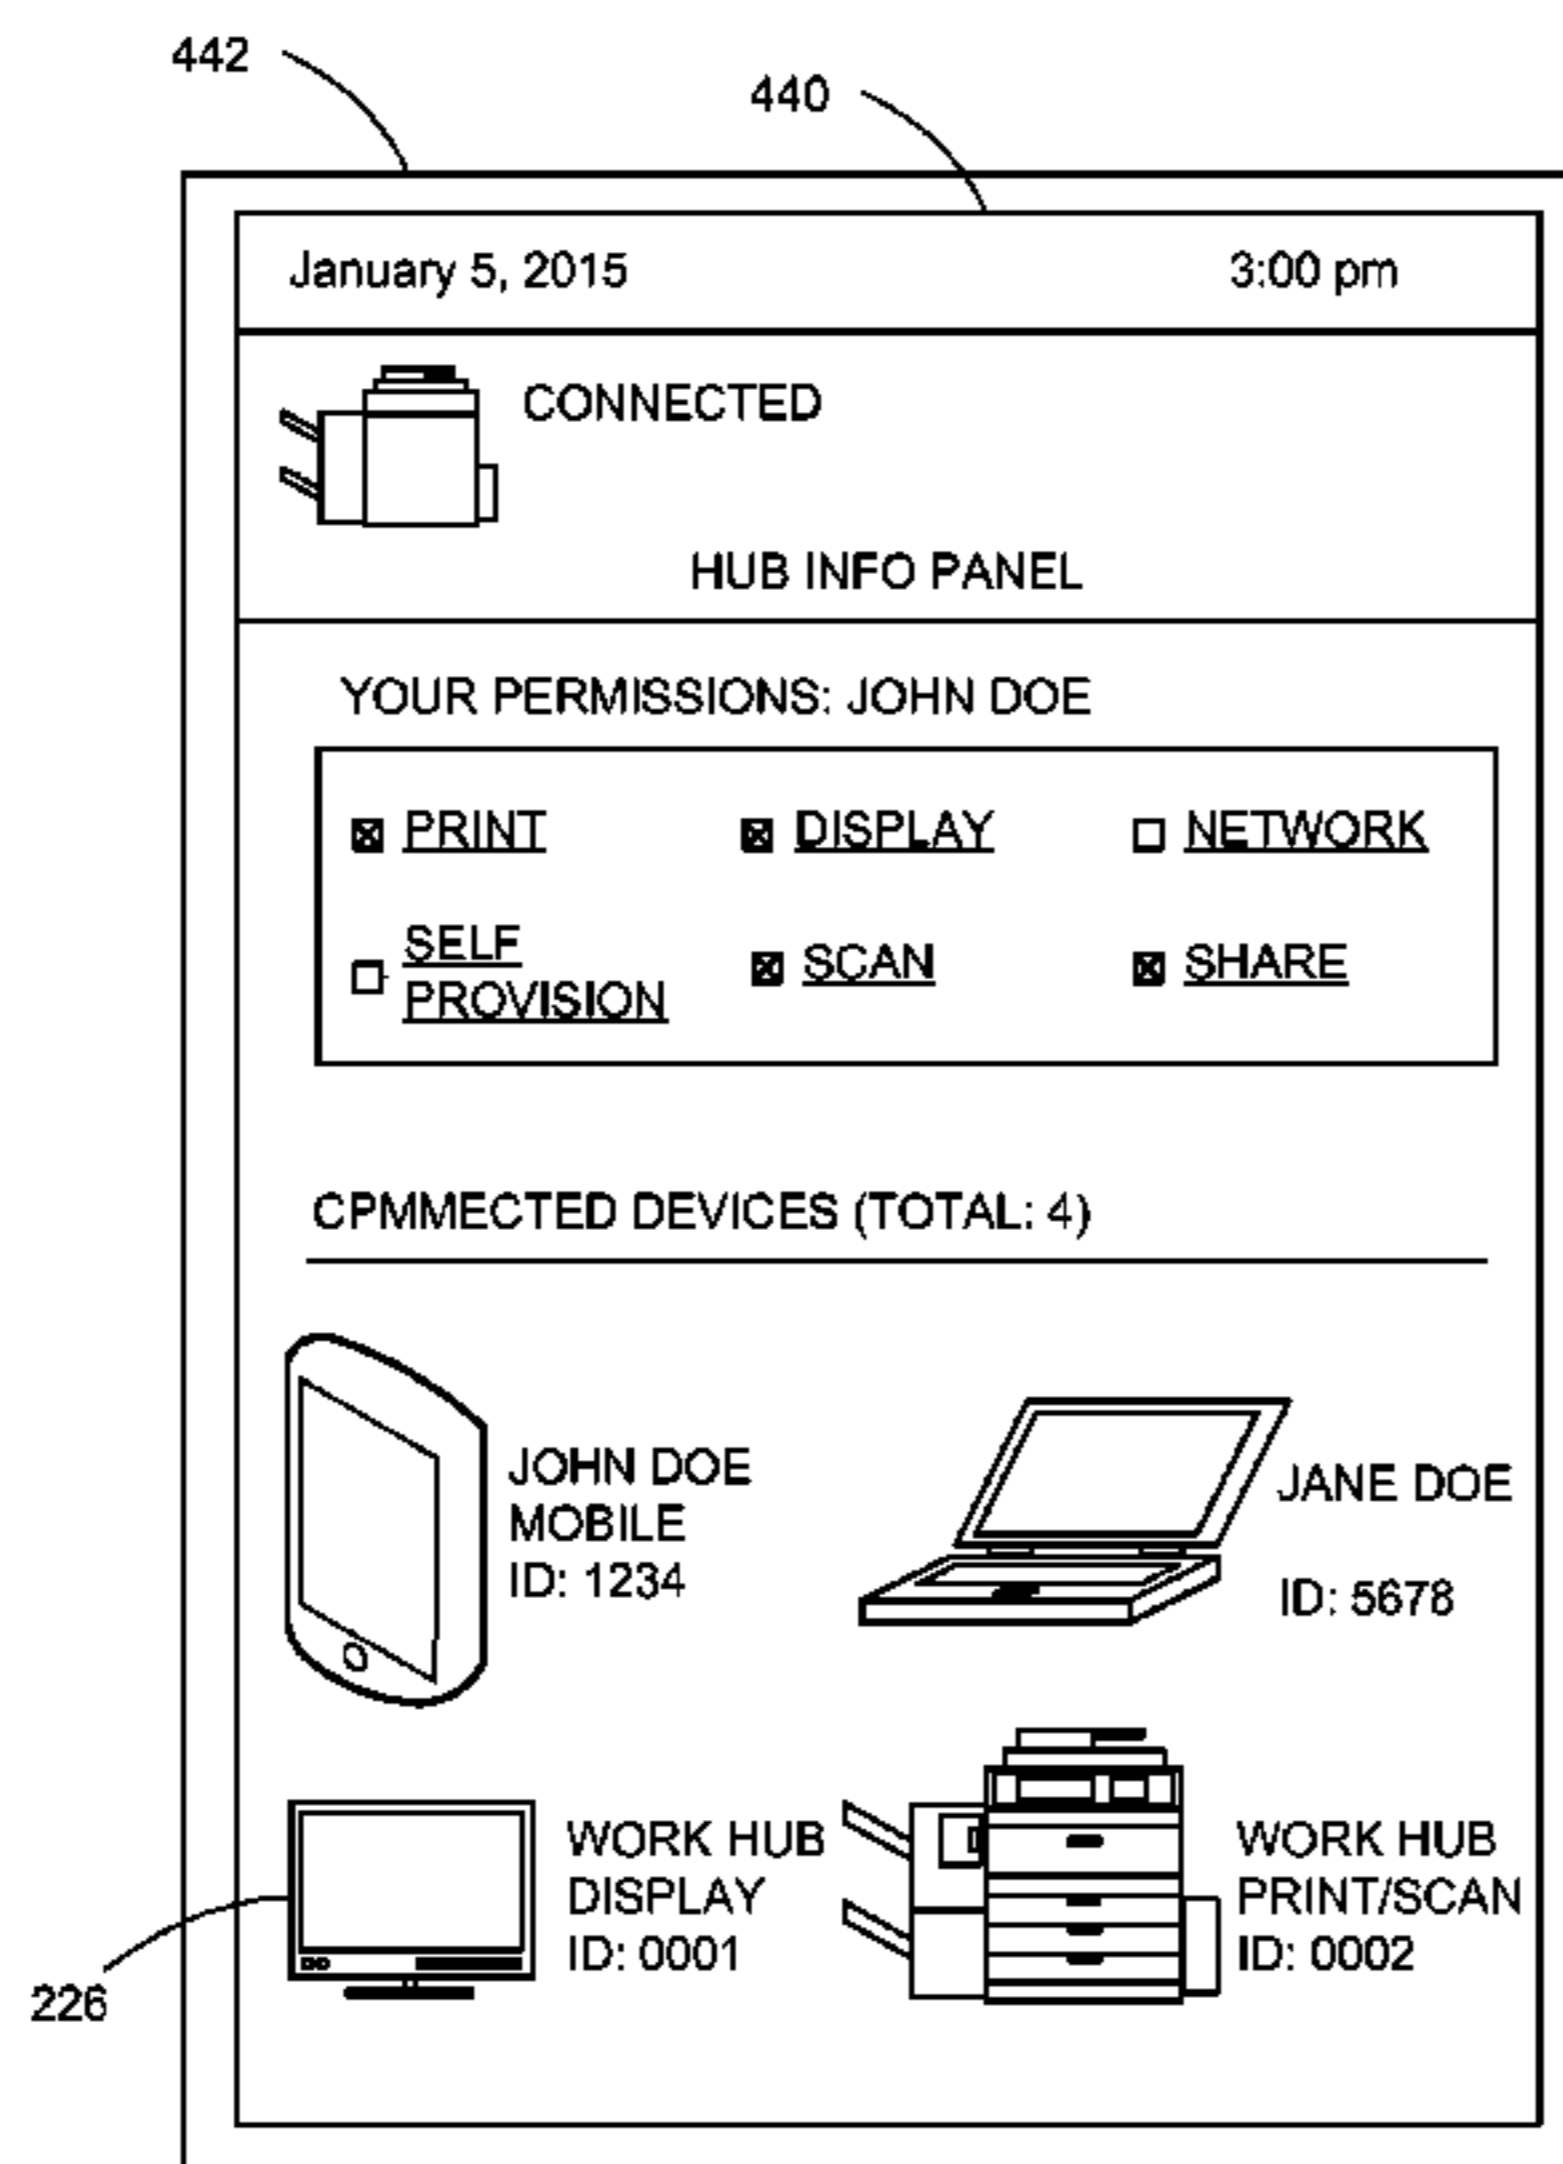 442
440
January 5, 2015 3:00 pm
CONNECTED
HUB INFO PANEL
YOUR PERMISSIONS: JOHN DOE
PRINT DISPLAY NETWORK
SELF
PROVISION
SCAN SHARE
CPMMECTED DEVICES (TOTAL: 4)
JOHN DOE
MOBILE
ID: 1234
JANE DOE
ID: 5678
WORK HUB
DISPLAY
ID: 0001
WORK HUB
PRINT/SCAN
ID: 0002
226